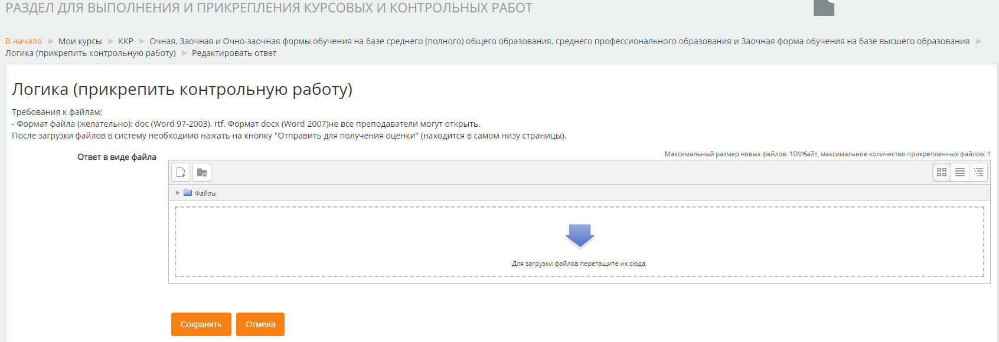 РАЗДЕЛ ДЛЯ ВЫПОЛНЕНИЯ И ПРИКРЕПЛЕНИЯ КУРСОВЫХ И КОНТРОЛЬНЫХ РАБОТ
В начало ► Мои курсы ► ККР ► Очная, Заочная и Очно-заочная формы обучения на базе среднего (полного) общего образования, среднего профессионального образования и Заочная форма обучения на базе высшего образования ►
Логика (прикрепить контрольную работу) ► Редактировать ответ
Логика (прикрепить контрольную работу)
Требования к файлам:
- Формат файла (желательно): doc (Word 97-2003), rtf. Формат docx (Word 2007)не все преподаватели могут открыть.
После загрузки файлов в систему необходимо нажать на кнопку "Отправить для получения оценки" (находится в самом низу страницы).
Ответ в виде файла
Максимальный размер новых файлов: 10Мбайт, максимальное количество прикрепленных файлов: 1
Файлы
Для загрузки файлов перетащите их сюда.
Сохранить Отмена